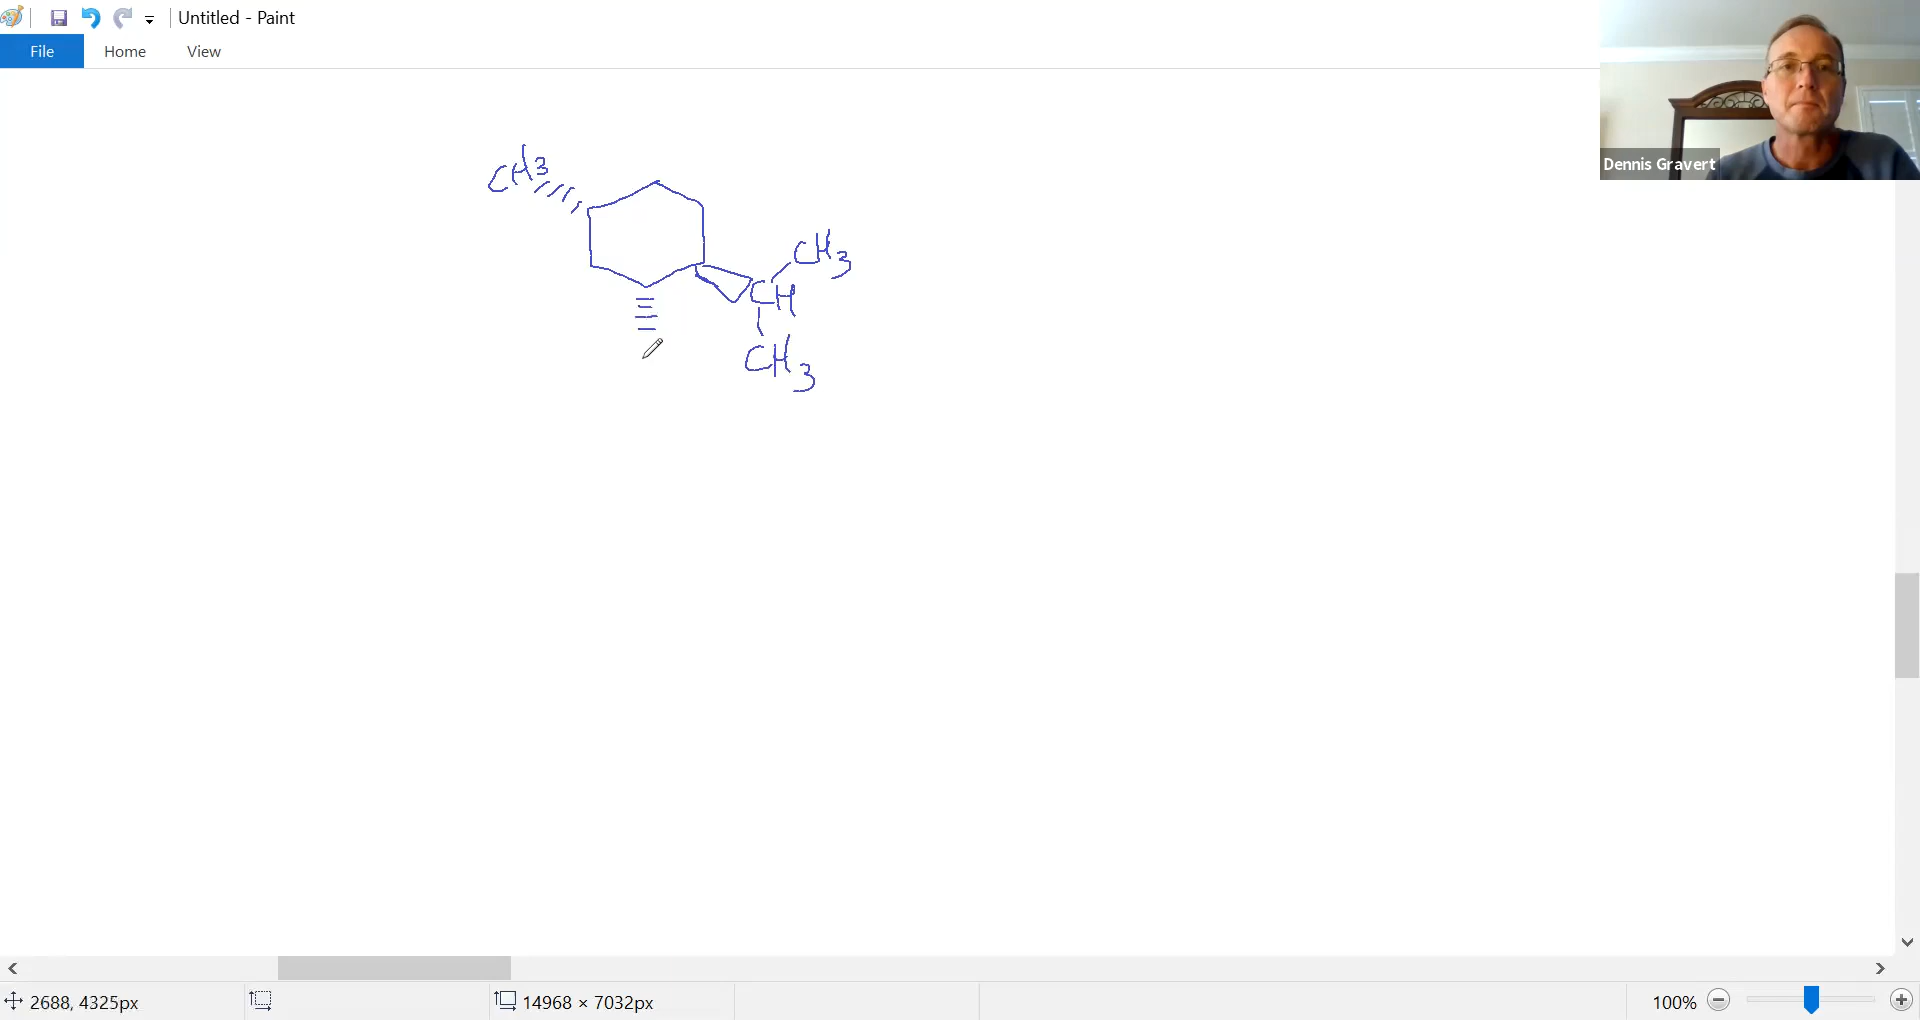 Untitled - Paint
File Home View
Dennis Gravert
CH3
CH3
CH
CH3
2688, 4325px
14968 × 7032px
100%